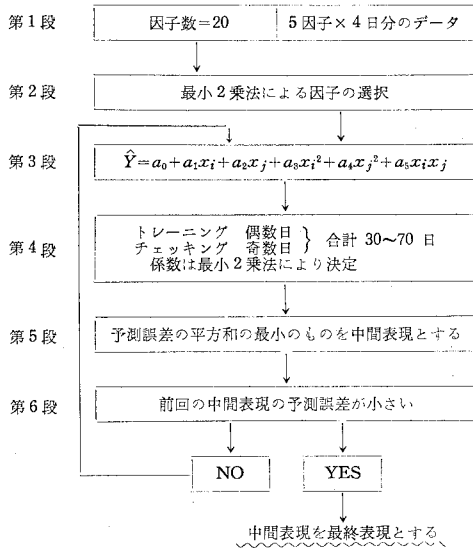 第1段 因子数＝20 5因子×4日分のデータ
第2段 最小2乗法による因子の選択
第3段 Ŷ=a₀+a₁xᵢ+a₂xⱼ+a₃xᵢ²+a₄xⱼ²+a₅xᵢxⱼ
トレーニング 偶数日
第4段 チェッキング 奇数日 } 合計 30～70 日
係数は最小2乗法により決定
第5段 予測誤差の平方和の最小のものを中間表現とする
第6段 前回の中間表現の予測誤差が小さい
NO YES
中間表現を最終表現とする